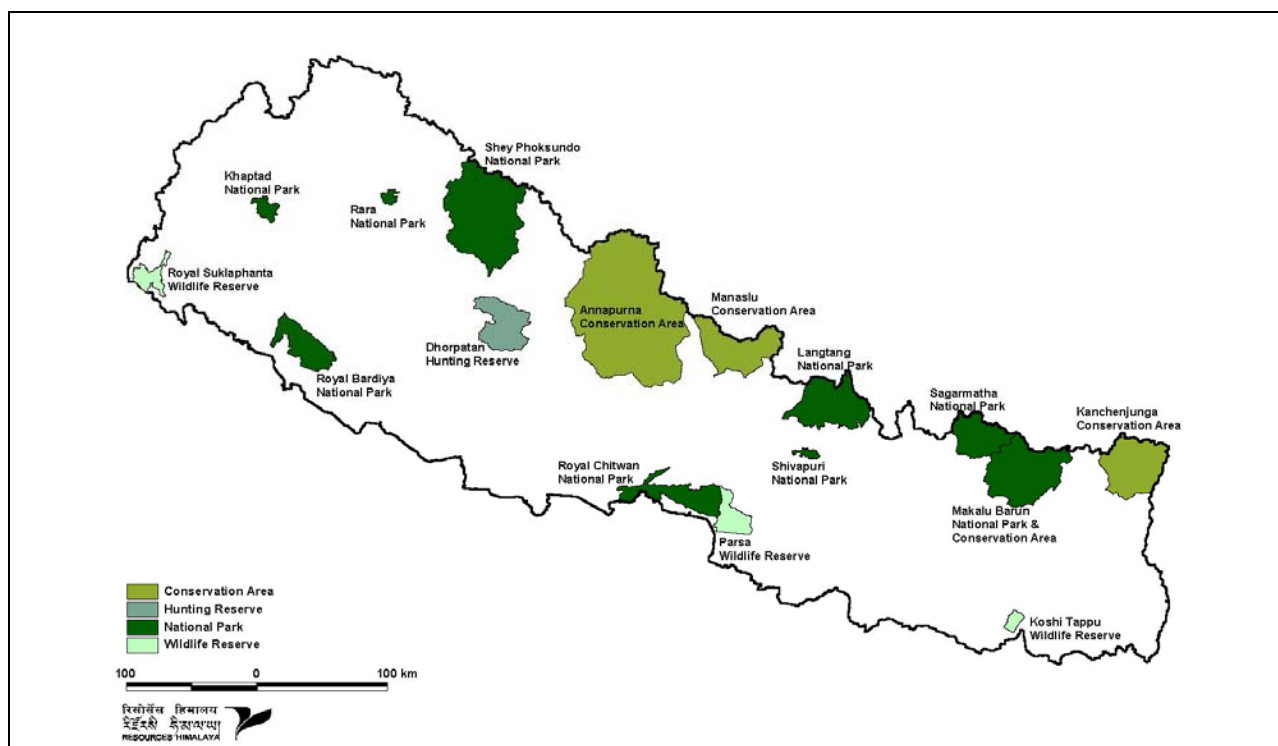 Shey Phoksundo
National Park
Khaptad
National Park
Rara
National Park
Royal Suklaphanta
Wildlife Reserve
Annapurna
Conservation Area
Manaslu
Conservation Area
Dhorpatan
Hunting Reserve
Langtang
National Park
Royal Bardiya
National Park
Sagarmatha
National Park
Kanchenjunga
Conservation Area
Royal Chitwan
National Park
Shivapuri
National Park
Makalu Barun
National Park &
Conservation Area
Parsa
Wildlife Reserve
Koshi Tappu
Wildlife Reserve
Conservation Area
Hunting Reserve
National Park
Wildlife Reserve
100 0 100 km
रिसोर्सेस हिमालय
RESOURCES HIMALAYA